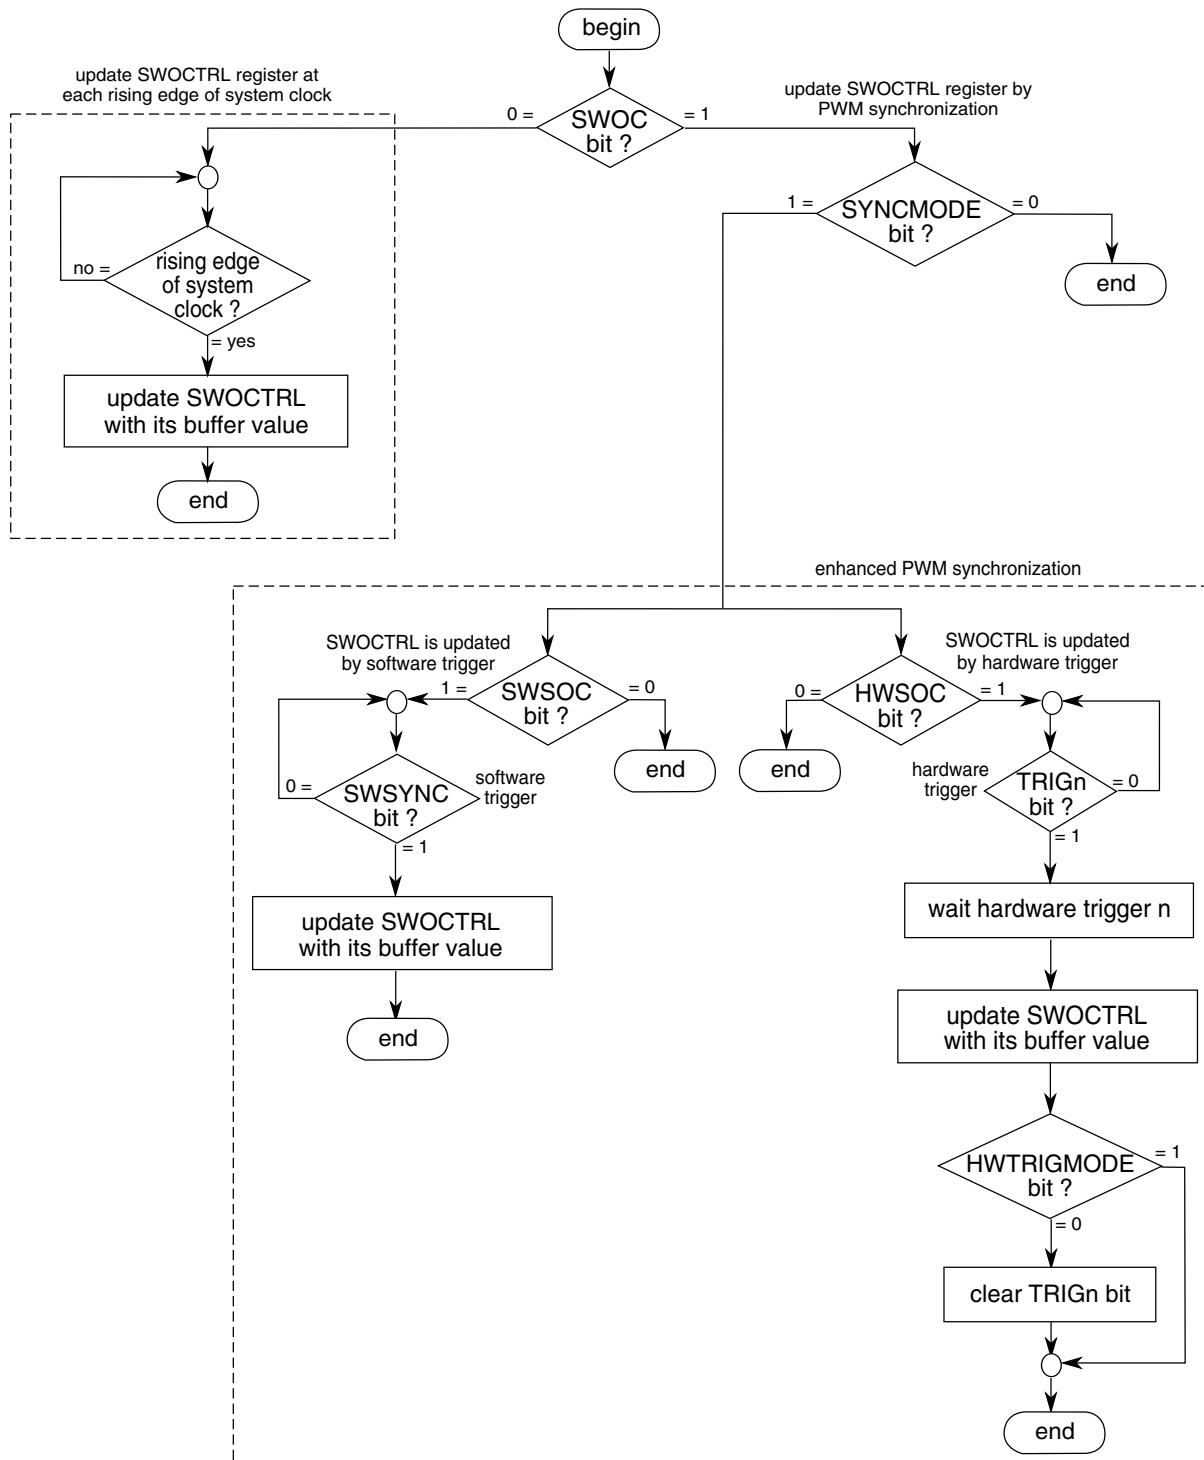 begin
update SWOCTRL register at
each rising edge of system clock
update SWOCTRL register by
PWM synchronization
0 =
SWOC
bit ?
= 1
1 =
SYNCMODE
bit ?
= 0
end
no =
rising edge
of system
clock ?
= yes
update SWOCTRL
with its buffer value
end
enhanced PWM synchronization
SWOCTRL is updated
by software trigger
SWOCTRL is updated
by hardware trigger
1 =
SWSOC
bit ?
= 0
end
0 =
HWSOC
bit ?
= 1
end
0 =
SWSYNC
bit ?
software
trigger
= 1
hardware
trigger
TRIGn
bit ?
= 0
= 1
update SWOCTRL
with its buffer value
end
wait hardware trigger n
update SWOCTRL
with its buffer value
HWTRIGMODE
bit ?
= 1
= 0
clear TRIGn bit
end